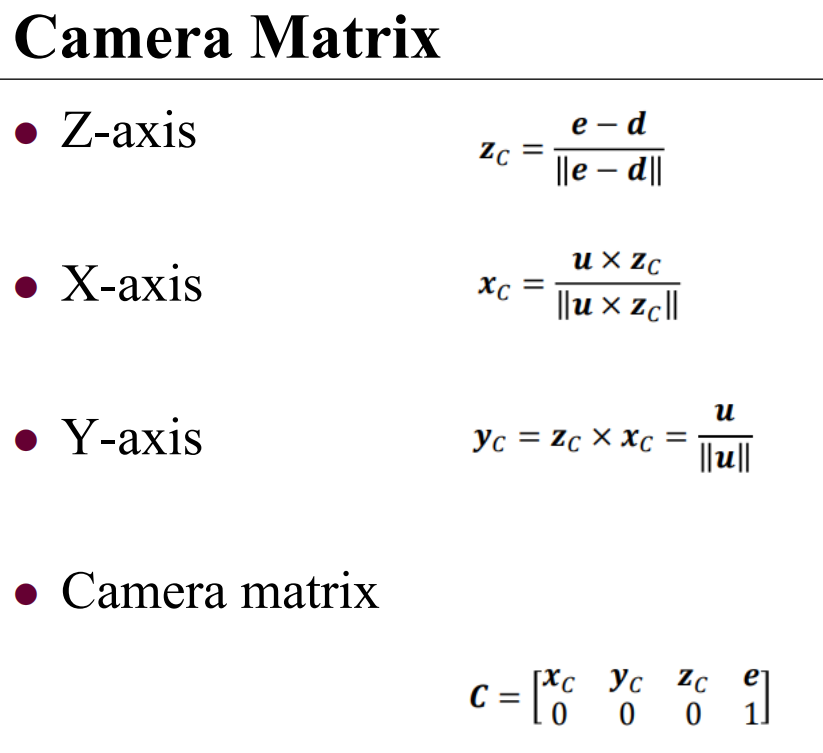 Camera Matrix
● Z-axis
z_C = (e − d) / ‖e − d‖
● X-axis
x_C = (u × z_C) / ‖u × z_C‖
● Y-axis
y_C = z_C × x_C = u / ‖u‖
● Camera matrix
C = [x_C y_C z_C e
0 0 0 1]